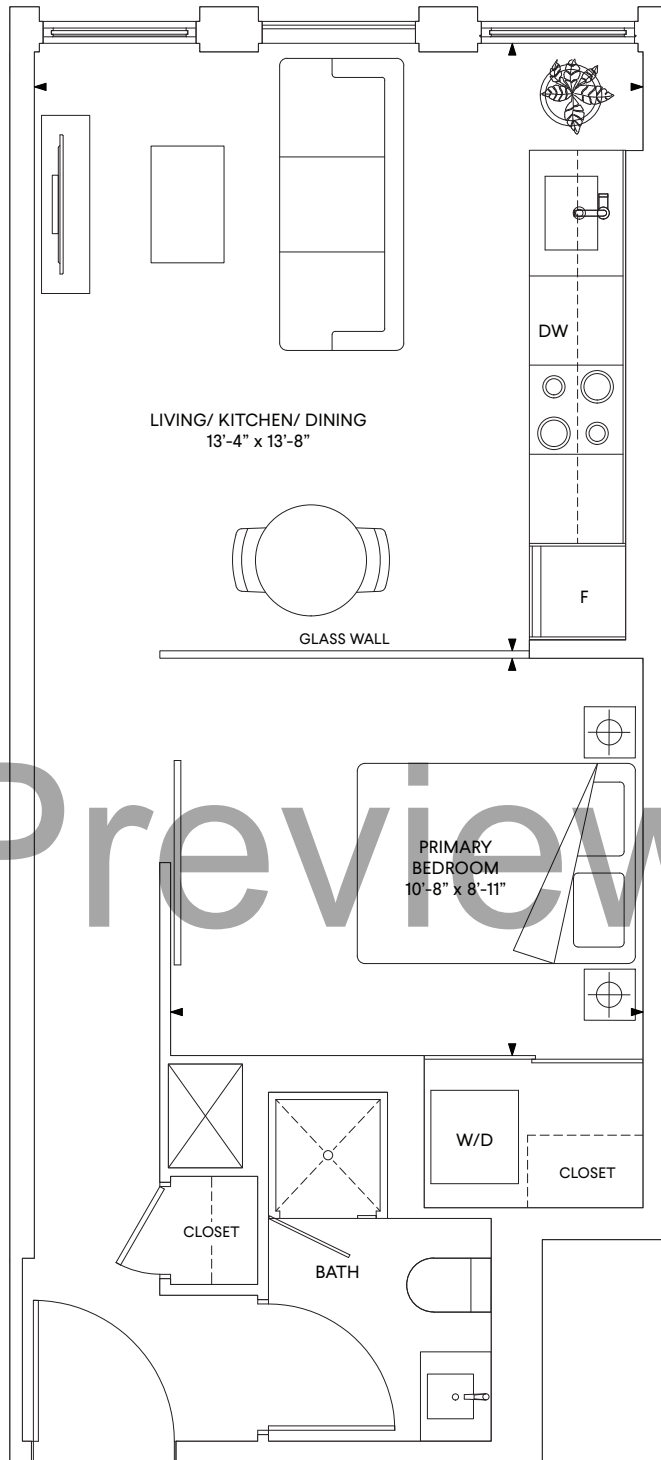 DW
LIVING/ KITCHEN/ DINING
13'-4" x 13'-8"
F
GLASS WALL
Preview
PRIMARY
BEDROOM
10'-8" x 8'-11"
W/D
CLOSET
CLOSET
BATH